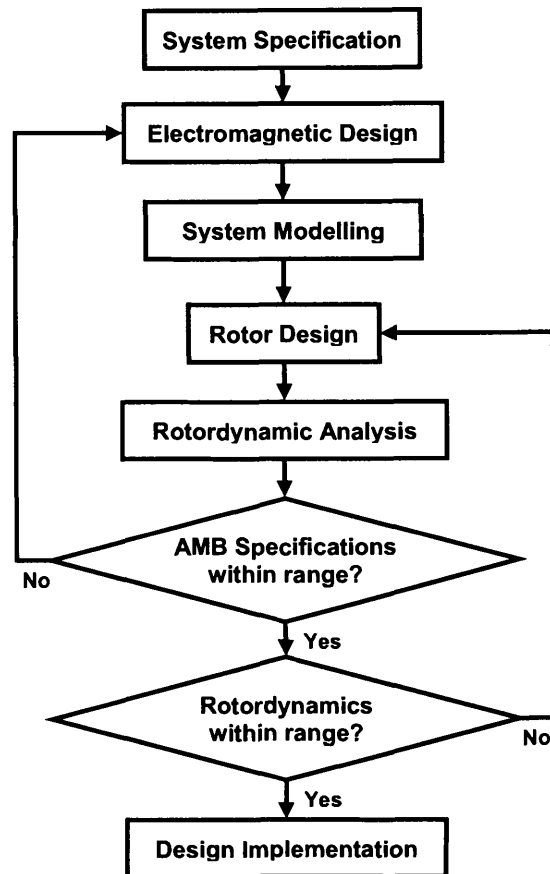 System Specification
Electromagnetic Design
System Modelling
Rotor Design
Rotordynamic Analysis
AMB Specifications
within range?
No
Yes
Rotordynamics
within range?
No
Yes
Design Implementation